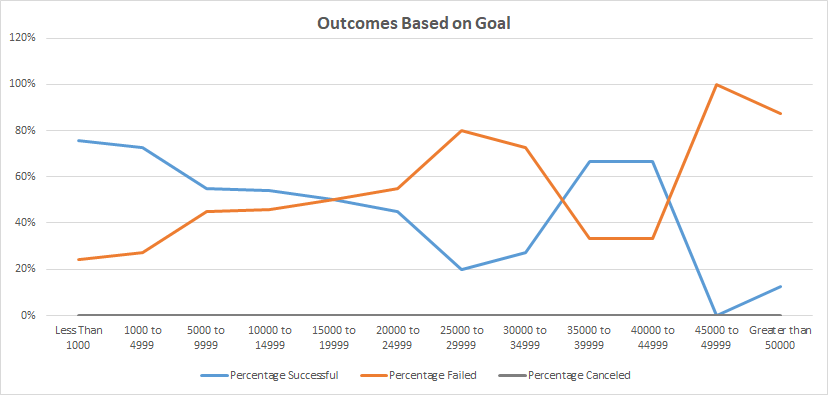 Outcomes Based on Goal
120%
100%
80%
60%
40%
20%
0%
Less Than 1000 to 5000 to 10000 to 15000 to 20000 to 25000 to 30000 to 35000 to 40000 to 45000 to Greater than
1000 4999 9999 14999 19999 24999 29999 34999 39999 44999 49999 50000
Percentage Successful Percentage Failed Percentage Canceled